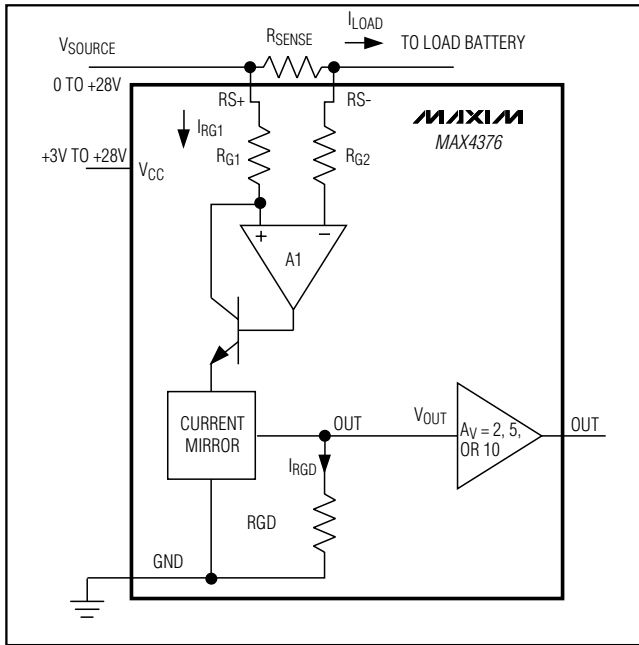 I_LOAD
R_SENSE
TO LOAD BATTERY
V_SOURCE
0 TO +28V
RS+
RS-
MAXIM
MAX4376
I_RG1
R_G1
R_G2
+3V TO +28V
V_CC
+
−
A1
CURRENT
MIRROR
OUT
V_OUT
A_V = 2, 5,
OR 10
OUT
I_RGD
RGD
GND